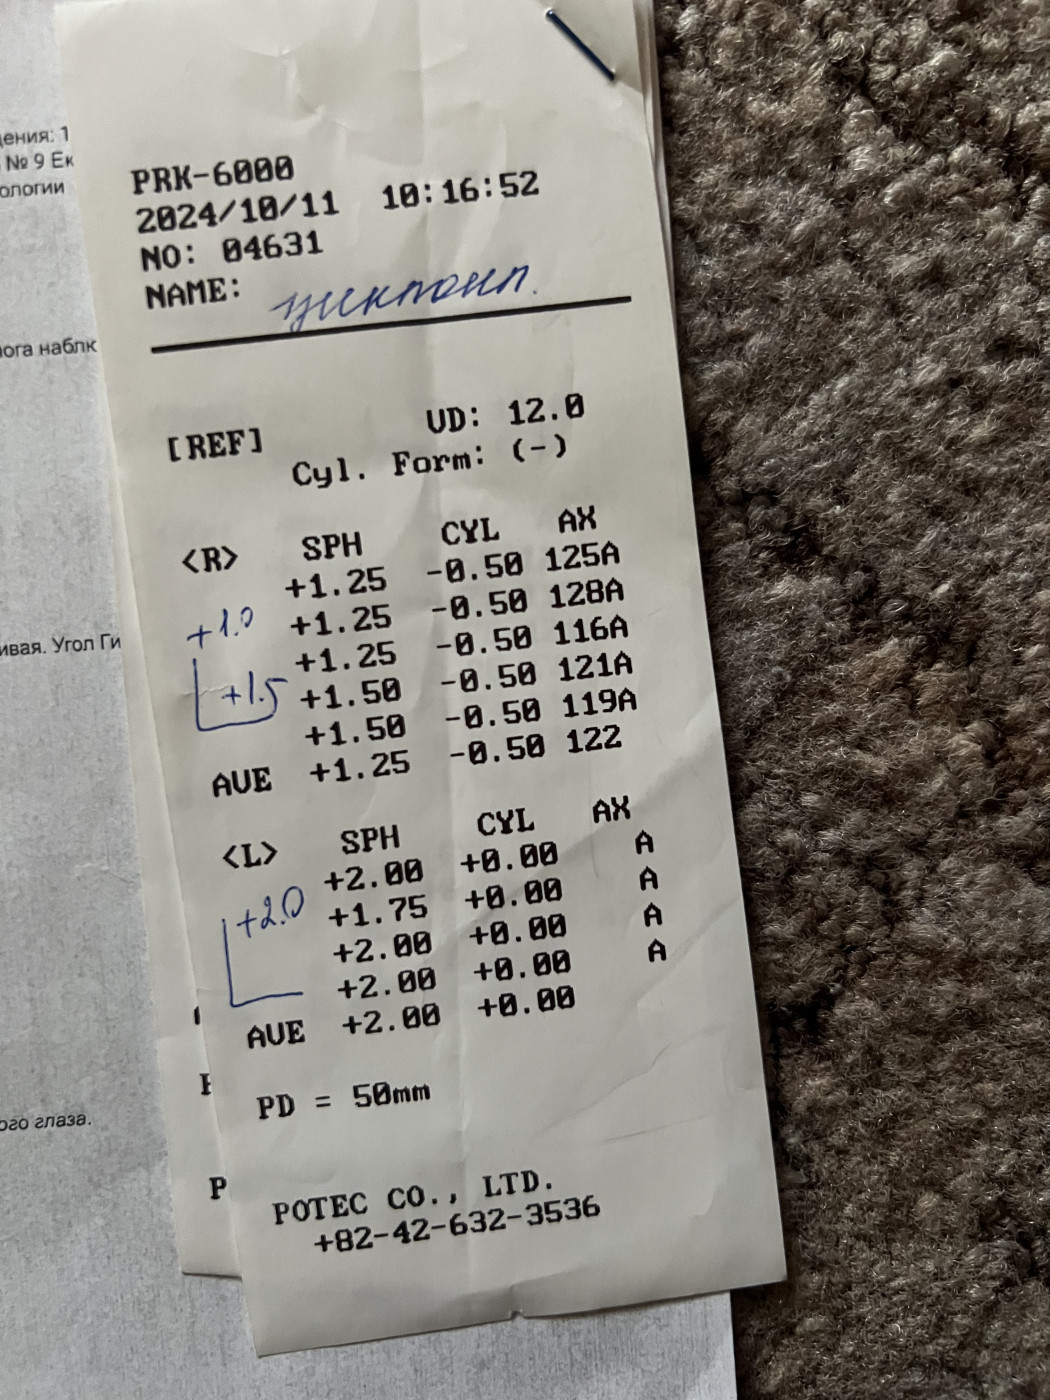 дения: 1
№ 9 Ек
ологии
лога наблк
ивая. Угол Ги
ого глаза.
PRK-6000
2024/10/11 10:16:52
NO: 04631
NAME: циклопл.
[REF] VD: 12.0
Cyl. Form: (-)
<R> SPH CYL AX
+1.25 -0.50 125A
+1.0 +1.25 -0.50 128A
+1.25 -0.50 116A
+1.5 +1.50 -0.50 121A
+1.50 -0.50 119A
AVE +1.25 -0.50 122
<L> SPH CYL AX
+2.00 +0.00 A
+2.0 +1.75 +0.00 A
+2.00 +0.00 A
+2.00 +0.00 A
AVE +2.00 +0.00
PD = 50mm
P
POTEC CO., LTD.
+82-42-632-3536